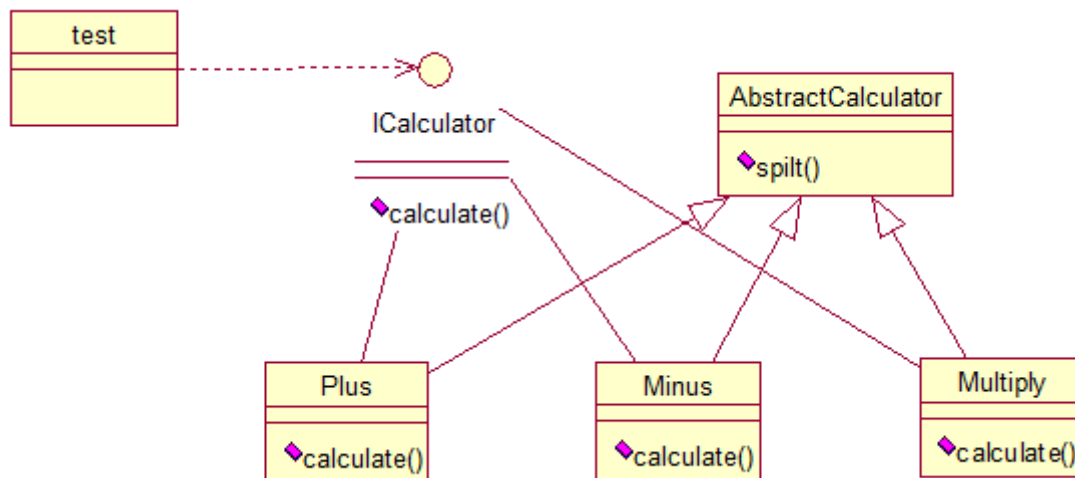 test
ICalculator
calculate()
AbstractCalculator
spilt()
Plus
calculate()
Minus
calculate()
Multiply
calculate()